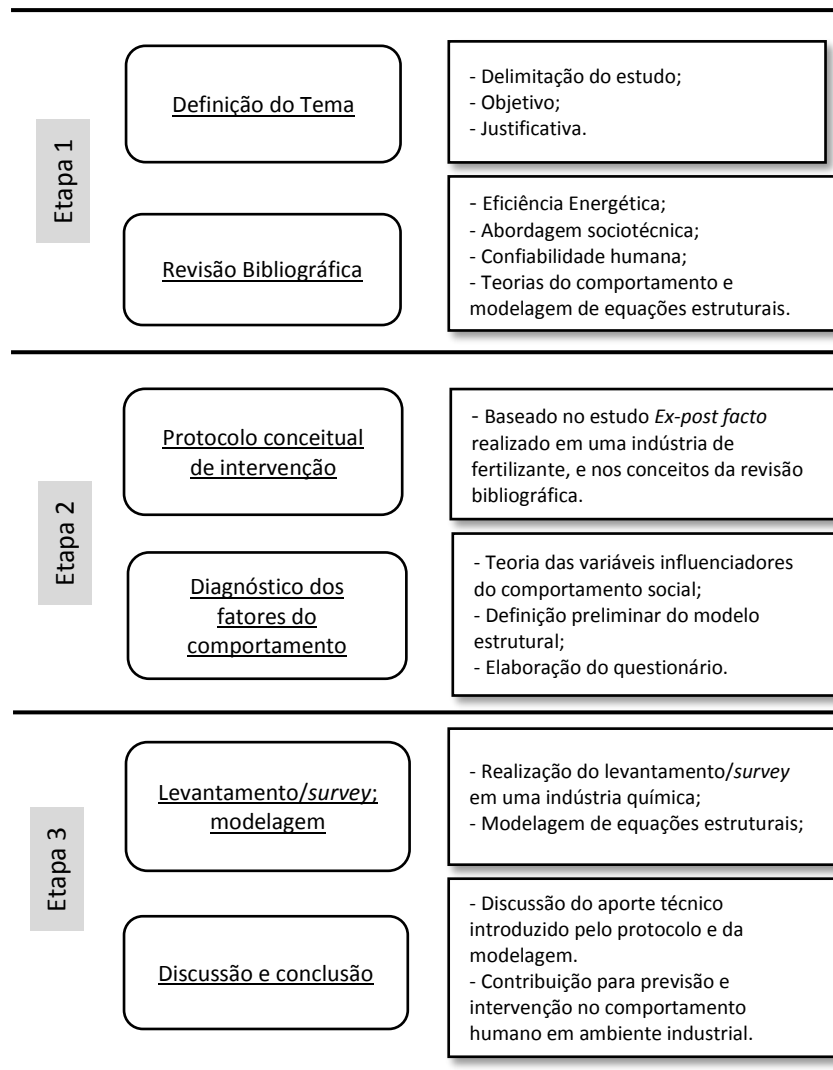 Etapa 1
Definição do Tema
- Delimitação do estudo;
- Objetivo;
- Justificativa.
Revisão Bibliográfica
- Eficiência Energética;
- Abordagem sociotécnica;
- Confiabilidade humana;
- Teorias do comportamento e
modelagem de equações estruturais.
Etapa 2
Protocolo conceitual
de intervenção
- Baseado no estudo Ex-post facto
realizado em uma indústria de
fertilizante, e nos conceitos da revisão
bibliográfica.
Diagnóstico dos
fatores do
comportamento
- Teoria das variáveis influenciadores
do comportamento social;
- Definição preliminar do modelo
estrutural;
- Elaboração do questionário.
Etapa 3
Levantamento/survey;
modelagem
- Realização do levantamento/survey
em uma indústria química;
- Modelagem de equações estruturais;
Discussão e conclusão
- Discussão do aporte técnico
introduzido pelo protocolo e da
modelagem.
- Contribuição para previsão e
intervenção no comportamento
humano em ambiente industrial.